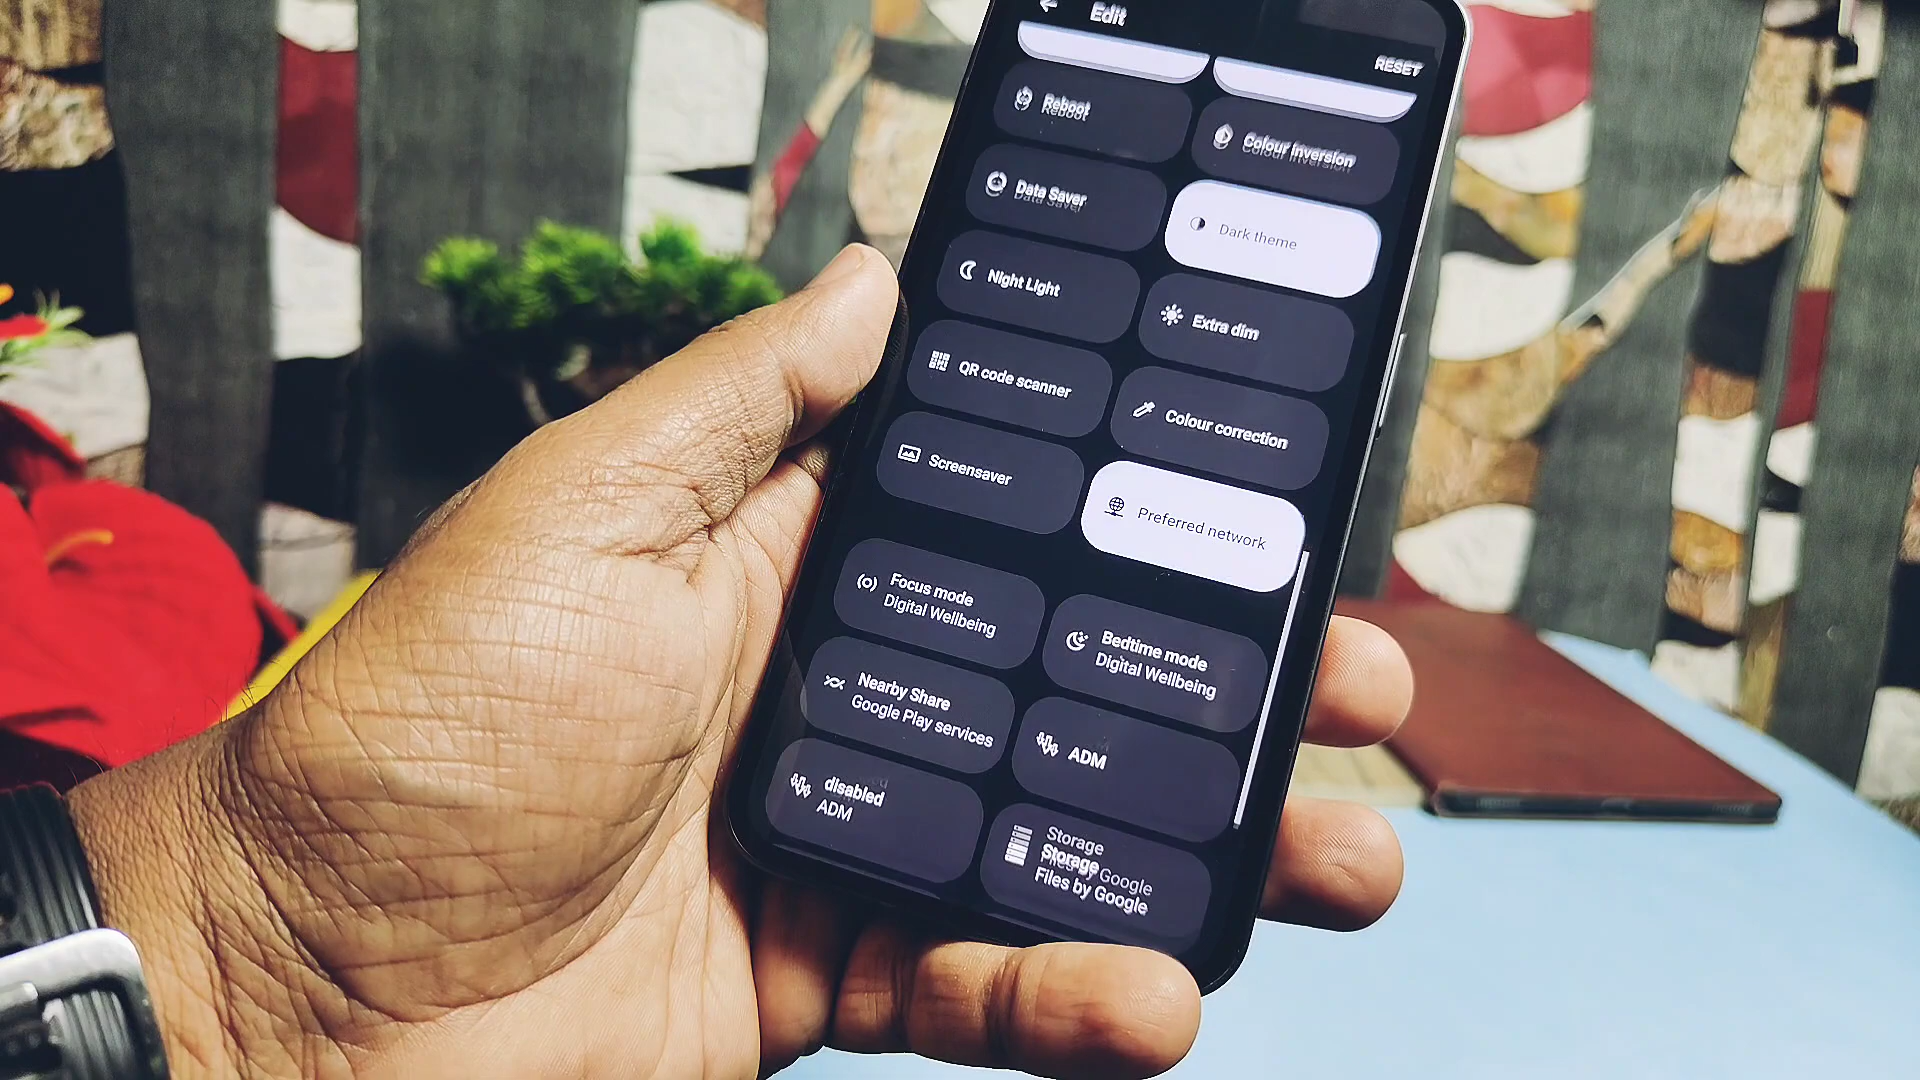 Edit
RESET
Reboot
Colour inversion
Data Saver
Dark theme
Night Light
Extra dim
QR code scanner
Colour correction
Screensaver
Preferred network
Focus mode
Digital Wellbeing
Bedtime mode
Digital Wellbeing
Nearby Share
Google Play services
ADM
disabled
ADM
Storage
Files by Google